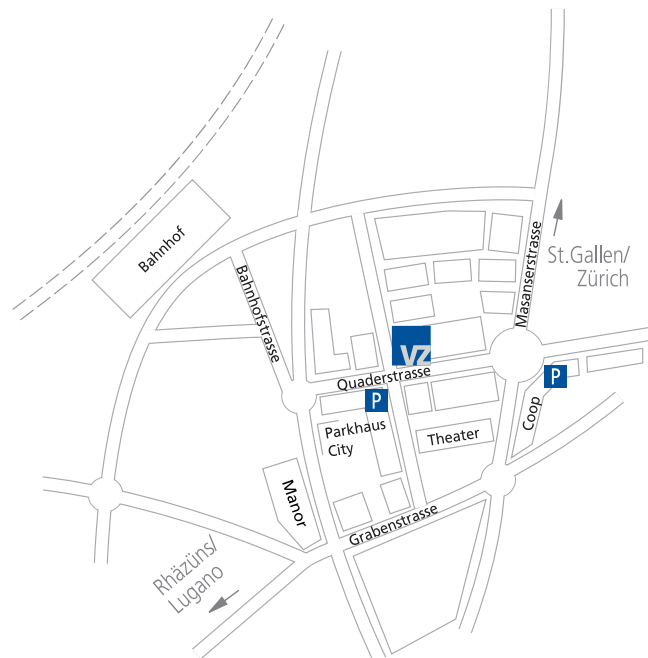 Bahnhof
Bahnhofstrasse
Masanserstrasse
St.Gallen/
Zürich
VZ
Quaderstrasse
P
P
Parkhaus
City
Theater
Coop
Manor
Grabenstrasse
Rhäzüns/
Lugano